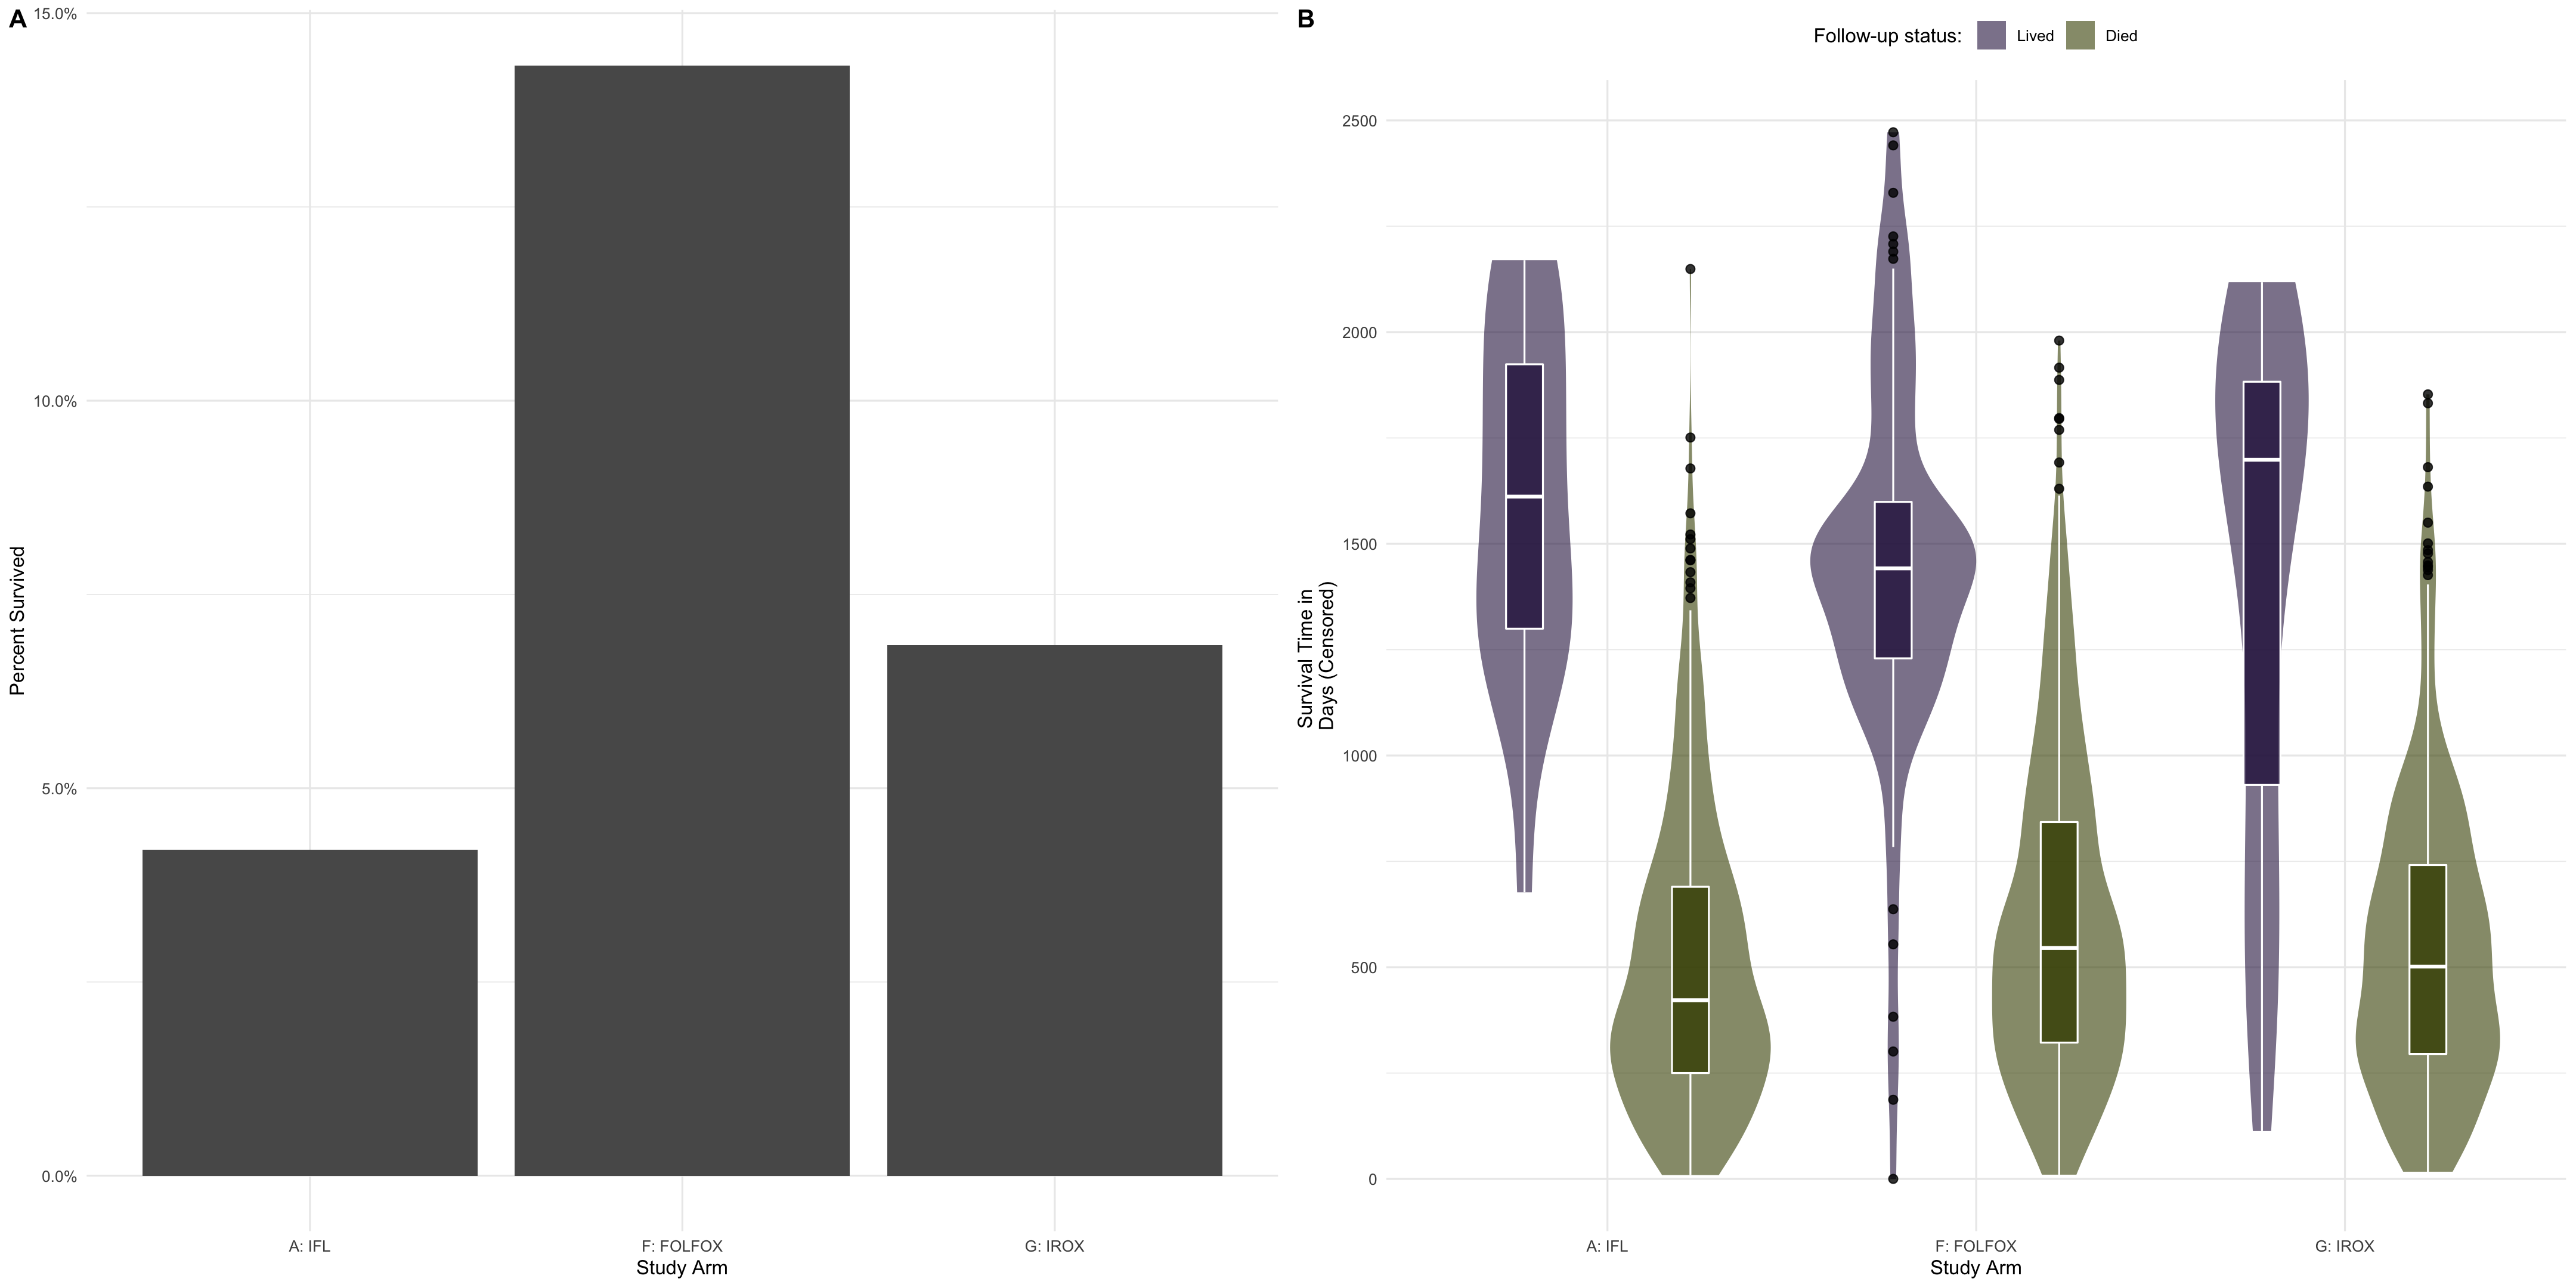 A
15.0%
10.0%
5.0%
0.0%
Percent Survived
A: IFL
F: FOLFOX
G: IROX
Study Arm
B
Follow-up status:
Lived
Died
2500
2000
1500
1000
500
0
Survival Time in
Days (Censored)
A: IFL
F: FOLFOX
G: IROX
Study Arm